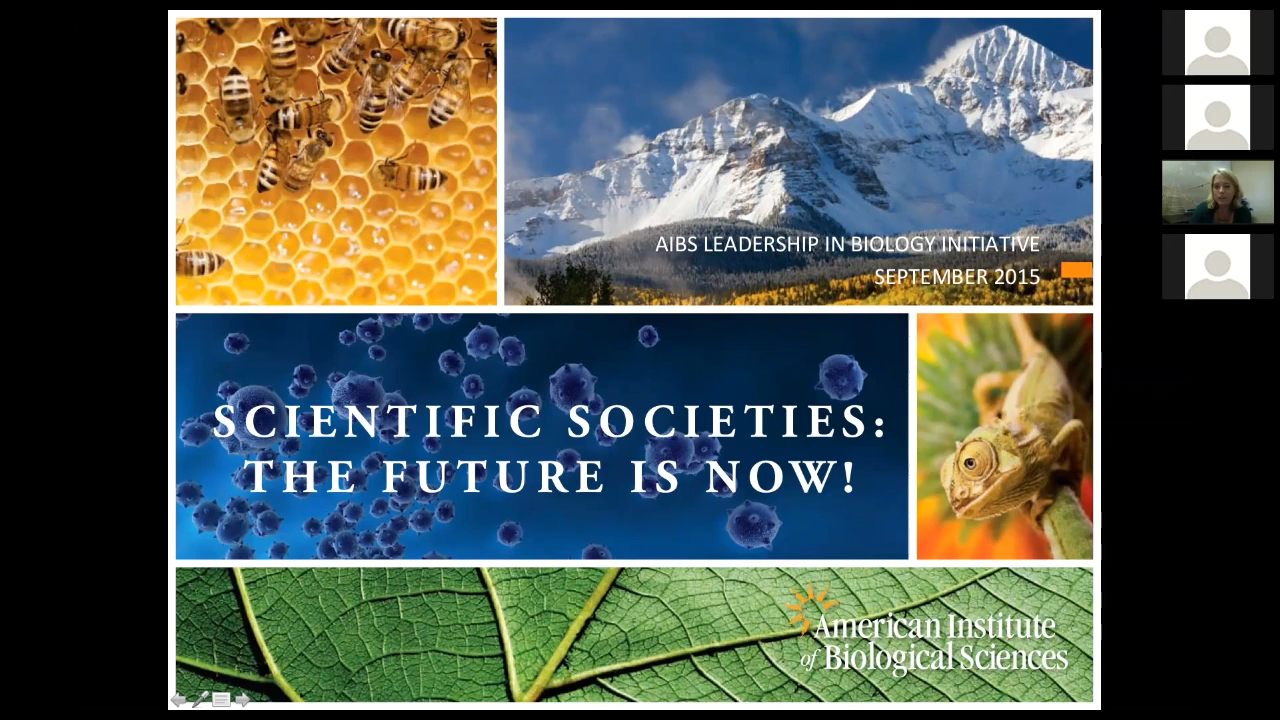 AIBS LEADERSHIP IN BIOLOGY INITIATIVE
SEPTEMBER 2015
SCIENTIFIC SOCIETIES:
THE FUTURE IS NOW!
American Institute
of Biological Sciences